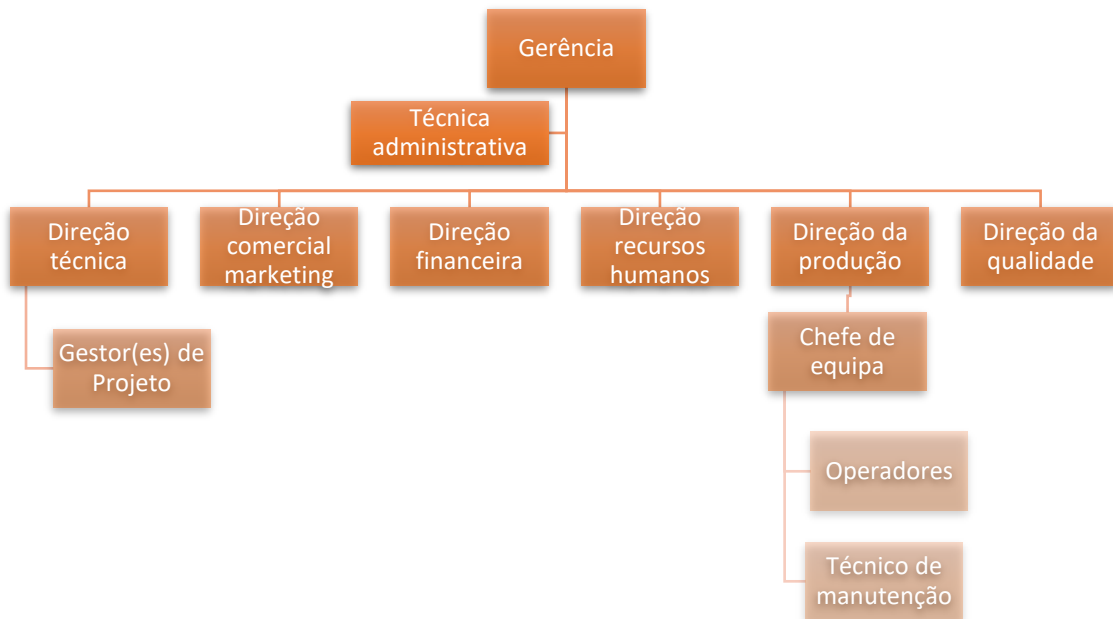 Gerência
Técnica
administrativa
Direção
técnica
Direção
comercial
marketing
Direção
financeira
Direção
recursos
humanos
Direção da
produção
Direção da
qualidade
Gestor(es) de
Projeto
Chefe de
equipa
Operadores
Técnico de
manutenção